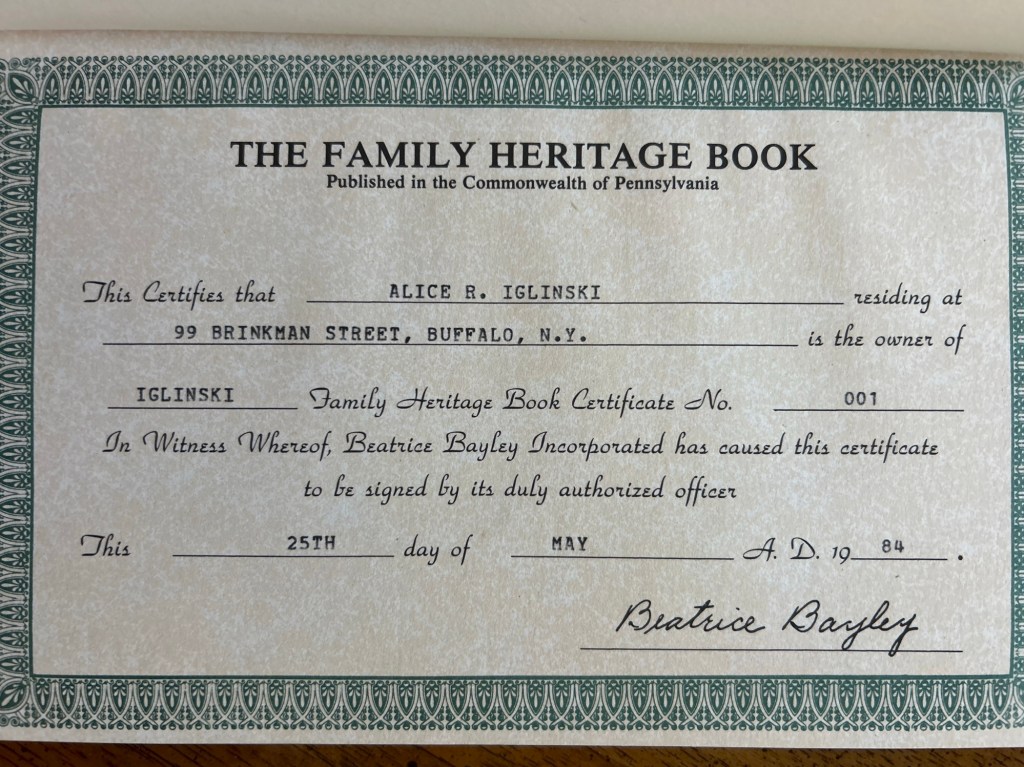 THE FAMILY HERITAGE BOOK
Published in the Commonwealth of Pennsylvania
This Certifies that ALICE R. IGLINSKI residing at
99 BRINKMAN STREET, BUFFALO, N.Y. is the owner of
IGLINSKI Family Heritage Book Certificate No. 001
In Witness Whereof, Beatrice Bayley Incorporated has caused this certificate
to be signed by its duly authorized officer
This 25TH day of MAY A. D. 19 84 .
Beatrice Bayley